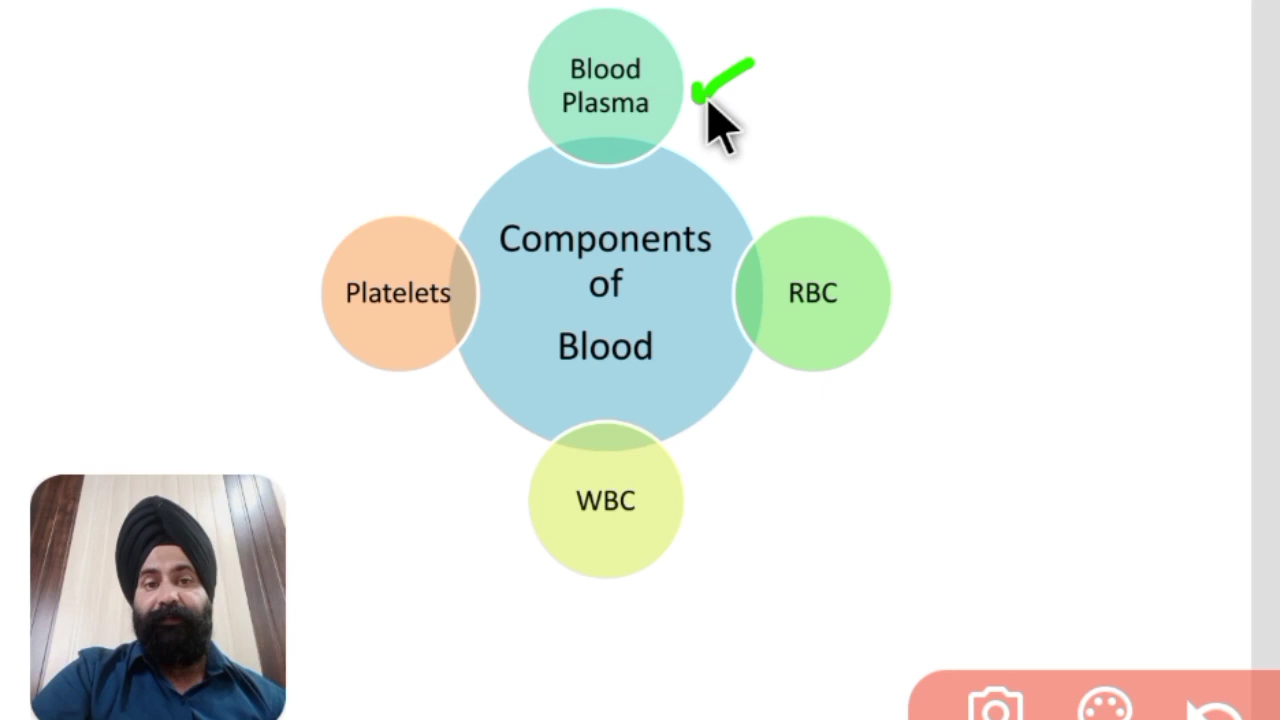 Blood
Plasma
Components
of
Blood
Platelets
RBC
WBC